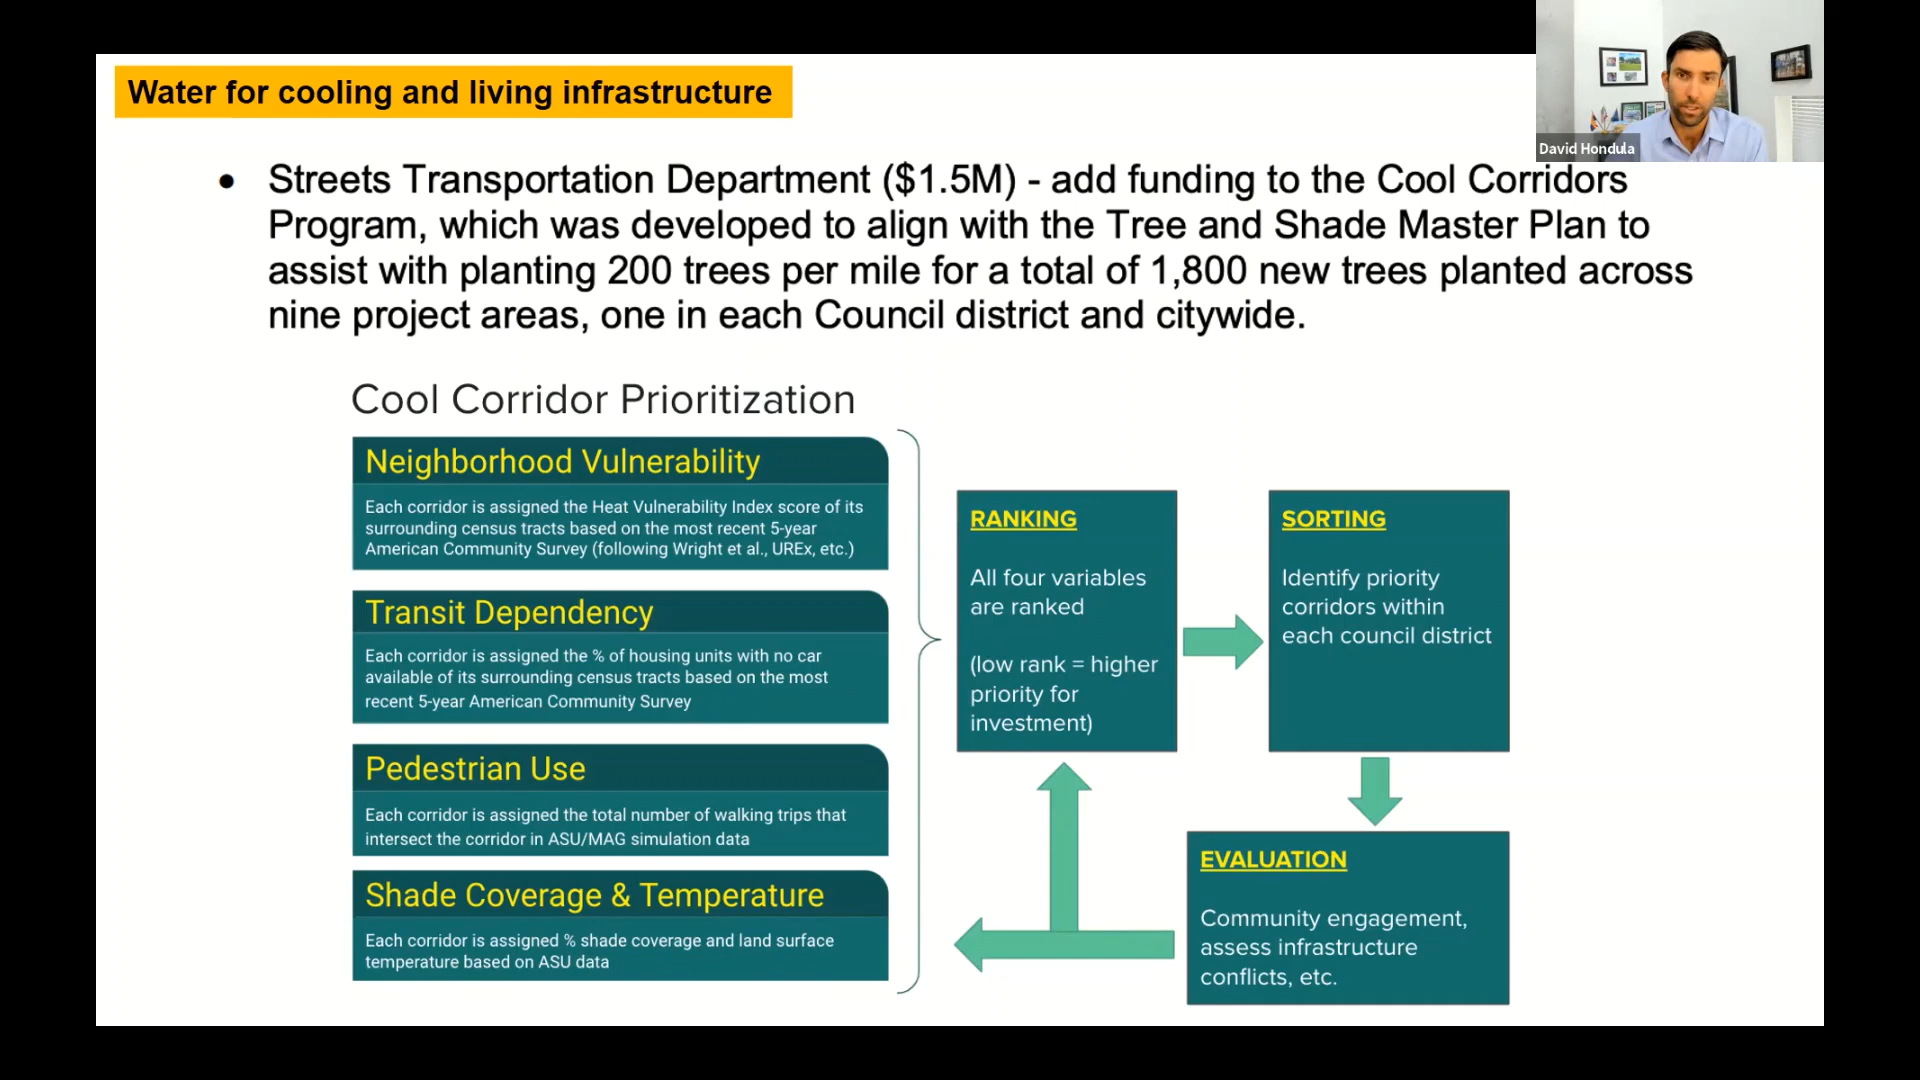 Water for cooling and living infrastructure
David Hondula
• Streets Transportation Department ($1.5M) - add funding to the Cool Corridors
Program, which was developed to align with the Tree and Shade Master Plan to
assist with planting 200 trees per mile for a total of 1,800 new trees planted across
nine project areas, one in each Council district and citywide.
Cool Corridor Prioritization
Neighborhood Vulnerability
Each corridor is assigned the Heat Vulnerability Index score of its
surrounding census tracts based on the most recent 5-year
American Community Survey (following Wright et al., UREx, etc.)
Transit Dependency
Each corridor is assigned the % of housing units with no car
available of its surrounding census tracts based on the most
recent 5-year American Community Survey
Pedestrian Use
Each corridor is assigned the total number of walking trips that
intersect the corridor in ASU/MAG simulation data
Shade Coverage & Temperature
Each corridor is assigned % shade coverage and land surface
temperature based on ASU data
RANKING
All four variables
are ranked
(low rank = higher
priority for
investment)
SORTING
Identify priority
corridors within
each council district
EVALUATION
Community engagement,
assess infrastructure
conflicts, etc.